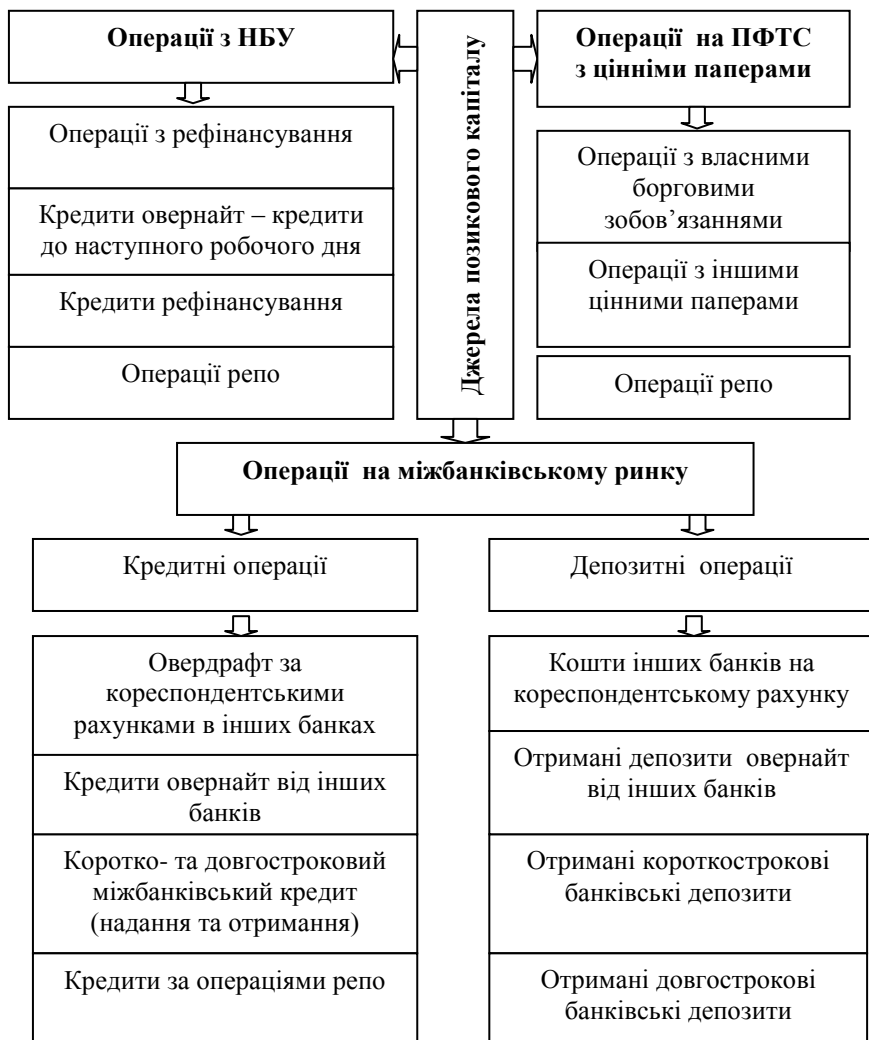 Операції з НБУ
Операції з рефінансування
Кредити овернайт – кредити
до наступного робочого дня
Кредити рефінансування
Операції репо
Джерела позикового капіталу
Операції на ПФТС
з цінніми паперами
Операції з власними
борговими
зобов’язаннями
Операції з іншими
цінними паперами
Операції репо
Операції на міжбанківському ринку
Кредитні операції
Овердрафт за
кореспондентськими
рахунками в інших банках
Кредити овернайт від інших
банків
Коротко- та довгостроковий
міжбанківський кредит
(надання та отримання)
Кредити за операціями репо
Депозитні операції
Кошти інших банків на
кореспондентському рахунку
Отримані депозити овернайт
від інших банків
Отримані короткострокові
банківські депозити
Отримані довгострокові
банківські депозити